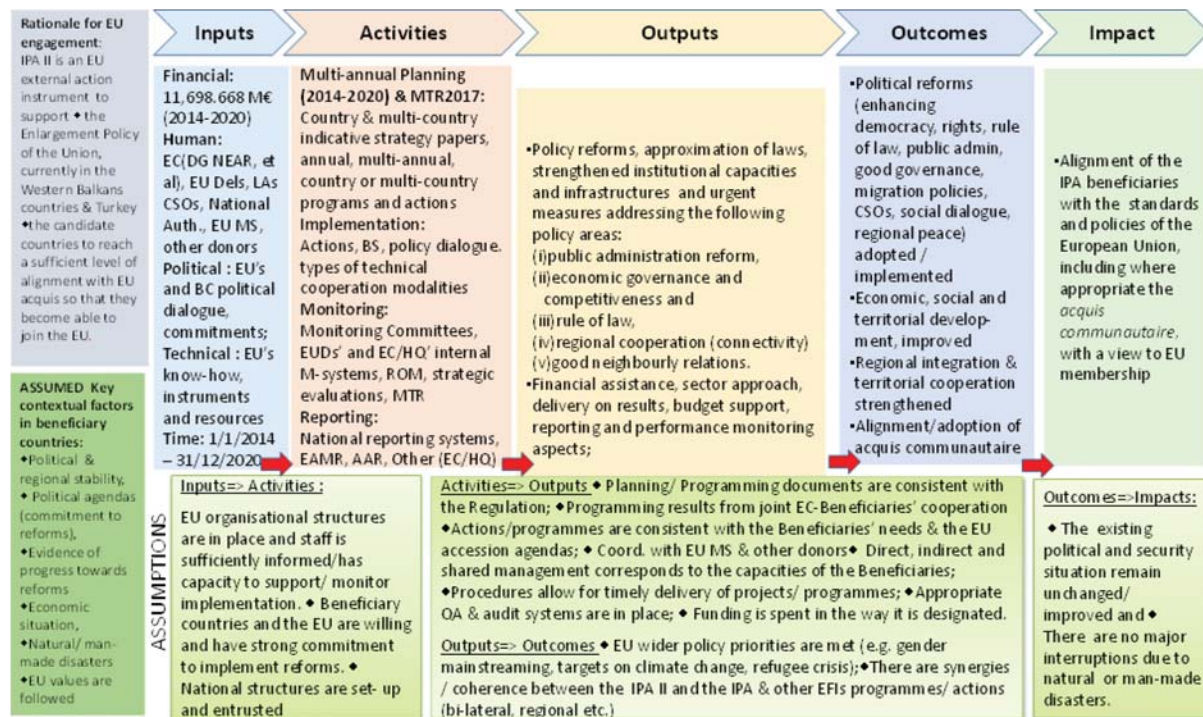 Rationale for EU
engagement:
IPA II is an EU
external action
instrument to
support ◆ the
Enlargement Policy
of the Union,
currently in the
Western Balkans
countries & Turkey
◆the candidate
countries to reach
a sufficient level of
alignment with EU
acquis so that they
become able to
join the EU.
ASSUMED Key
contextual factors
in beneficiary
countries:
◆Political &
regional stability,
◆ Political agendas
(commitment to
reforms),
◆Evidence of
progress towards
reforms
◆Economic
situation,
◆Natural/ man-
made disasters
◆EU values are
followed
Inputs
Financial:
11,698.668 M€
(2014-2020)
Human:
EC(DG NEAR, et
al), EU Dels, LAs
CSOs, National
Auth., EU MS,
other donors
Political : EU's
and BC political
dialogue,
commitments;
Technical : EU's
know-how,
instruments
and resources
Time: 1/1/2014
– 31/12/2020
Activities
Multi-annual Planning
(2014-2020) & MTR2017:
Country & multi-country
indicative strategy papers,
annual, multi-annual,
country or multi-country
programs and actions
Implementation:
Actions, BS, policy dialogue.
types of technical
cooperation modalities
Monitoring:
Monitoring Committees,
EUDs' and EC/HQ' internal
M-systems, ROM, strategic
evaluations, MTR
Reporting:
National reporting systems,
EAMR, AAR, Other (EC/HQ)
Outputs
•Policy reforms, approximation of laws,
strengthened institutional capacities
and infrastructures and urgent
measures addressing the following
policy areas:
(i)public administration reform,
(ii)economic governance and
competitiveness and
(iii)rule of law,
(iv)regional cooperation (connectivity)
(v)good neighbourly relations.
•Financial assistance, sector approach,
delivery on results, budget support,
reporting and performance monitoring
aspects;
Outcomes
•Political reforms
(enhancing
democracy, rights, rule
of law, public admin,
good governance,
migration policies,
CSOs, social dialogue,
regional peace)
adopted /
implemented
•Economic, social and
territorial develop-
ment, improved
•Regional integration &
territorial cooperation
strengthened
•Alignment/adoption of
acquis communautaire
Impact
•Alignment of the
IPA beneficiaries
with the standards
and policies of the
European Union,
including where
appropriate the
acquis
communautaire,
with a view to EU
membership
ASSUMPTIONS
Inputs=> Activities :
EU organisational structures
are in place and staff is
sufficiently informed/has
capacity to support/ monitor
implementation. ◆ Beneficiary
countries and the EU are willing
and have strong commitment
to implement reforms. ◆
National structures are set- up
and entrusted
Activities=> Outputs ◆ Planning/ Programming documents are consistent with
the Regulation; ◆ Programming results from joint EC-Beneficiaries' cooperation
◆Actions/programmes are consistent with the Beneficiaries' needs & the EU
accession agendas; ◆ Coord. with EU MS & other donors◆ Direct, indirect and
shared management corresponds to the capacities of the Beneficiaries;
◆Procedures allow for timely delivery of projects/ programmes; ◆Appropriate
QA & audit systems are in place; ◆ Funding is spent in the way it is designated.
Outputs=> Outcomes ◆ EU wider policy priorities are met (e.g. gender
mainstreaming, targets on climate change, refugee crisis);◆There are synergies
/ coherence between the IPA II and the IPA & other EFIs programmes/ actions
(bi-lateral, regional etc.)
Outcomes=>Impacts:
◆ The existing
political and security
situation remain
unchanged/
improved and ◆
There are no major
interruptions due to
natural or man-made
disasters.